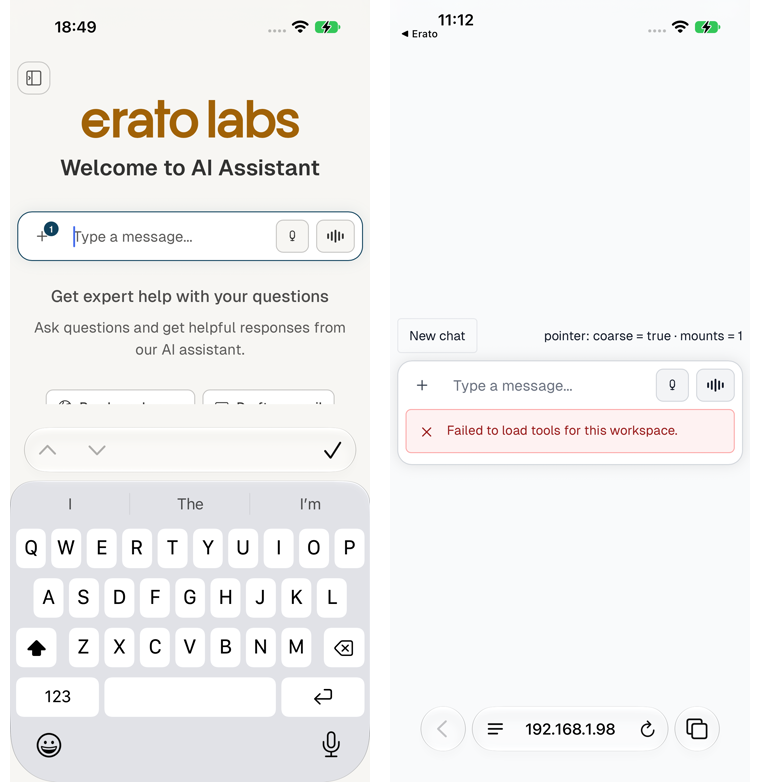 18:49
erato labs
Welcome to AI Assistant
1
Type a message...
Get expert help with your questions
Ask questions and get helpful responses from
our AI assistant.
I The I'm
Q W E R T Y U I O P
A S D F G H J K L
Z X C V B N M
123
11:12
Erato
New chat
pointer: coarse = true · mounts = 1
Type a message...
Failed to load tools for this workspace.
192.168.1.98